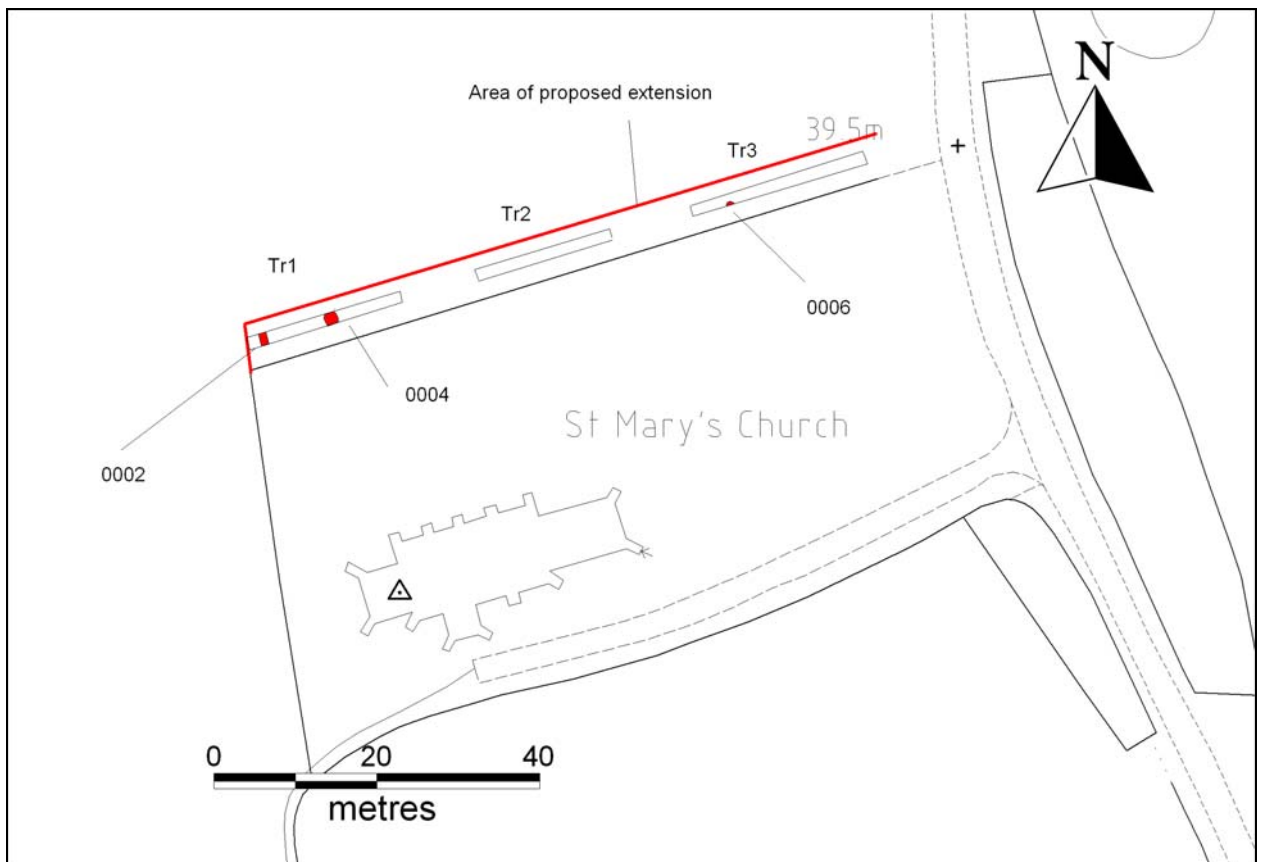 N
Area of proposed extension
39.5m
Tr3
Tr2
Tr1
0006
0004
St Mary's Church
0002
0 20 40
metres